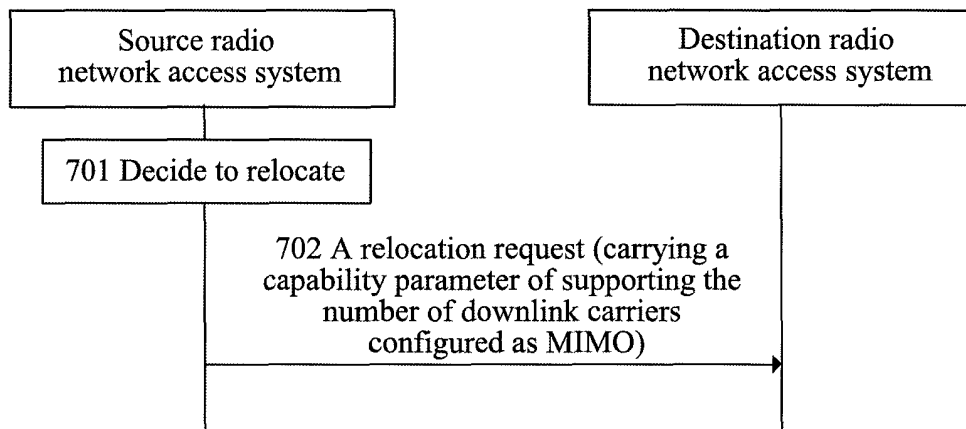 Source radio
network access system
Destination radio
network access system
701 Decide to relocate
702 A relocation request (carrying a
capability parameter of supporting the
number of downlink carriers
configured as MIMO)